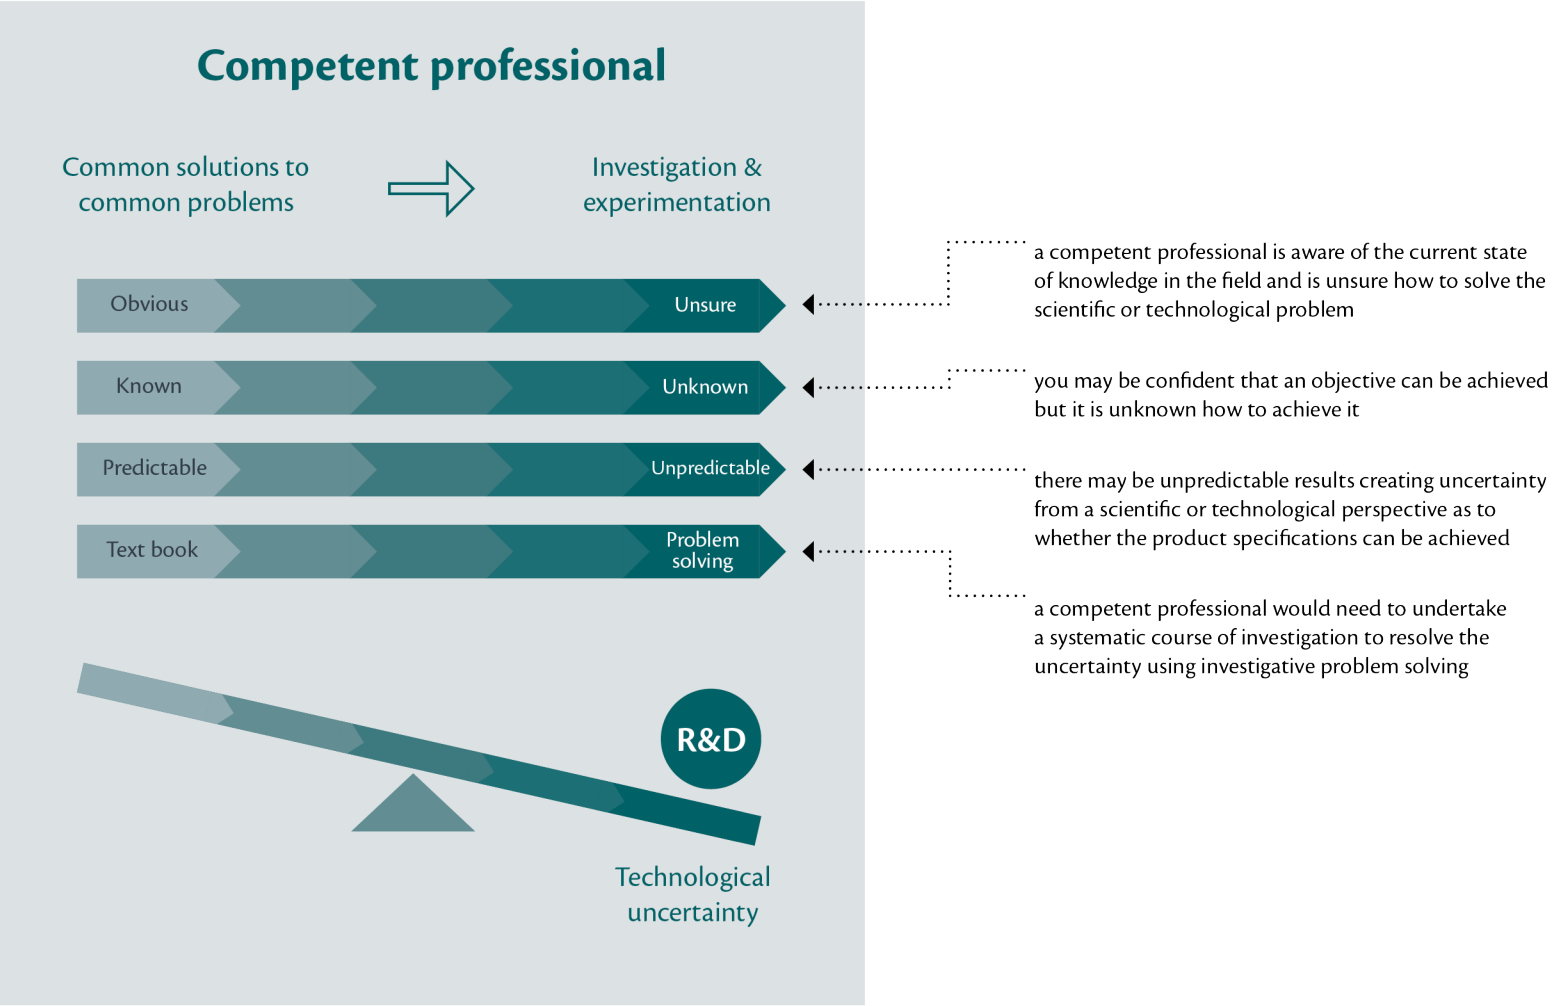 Competent professional
Common solutions to
common problems
Investigation &
experimentation
Obvious
Unsure
a competent professional is aware of the current state
of knowledge in the field and is unsure how to solve the
scientific or technological problem
Known
Unknown
you may be confident that an objective can be achieved
but it is unknown how to achieve it
Predictable
Unpredictable
there may be unpredictable results creating uncertainty
from a scientific or technological perspective as to
whether the product specifications can be achieved
Text book
Problem
solving
a competent professional would need to undertake
a systematic course of investigation to resolve the
uncertainty using investigative problem solving
R&D
Technological
uncertainty